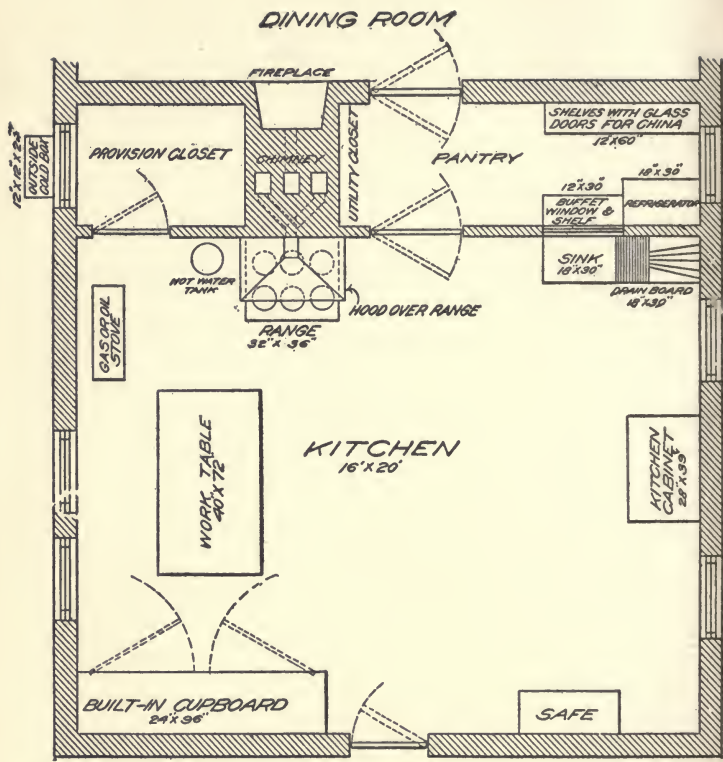 DINING ROOM
FIREPLACE
PROVISION CLOSET
CHIMNEY
UTILITY CLOSET
PANTRY
SHELVES WITH GLASS
DOORS FOR CHINA
12"X60"
12"X12"X23"
OUTSIDE
COLD BOX
12"X30"
BUFFET
WINDOW &
SHELF
18"X30"
REFRIGERATOR
HOT WATER
TANK
HOOD OVER RANGE
RANGE
32"X36"
SINK
18"X30"
DRAIN BOARD
18"X30"
GAS OR OIL
STOVE
WORK TABLE
40"X72"
KITCHEN
16'X20'
KITCHEN
CABINET
28"X39"
BUILT-IN CUPBOARD
24"X96"
SAFE